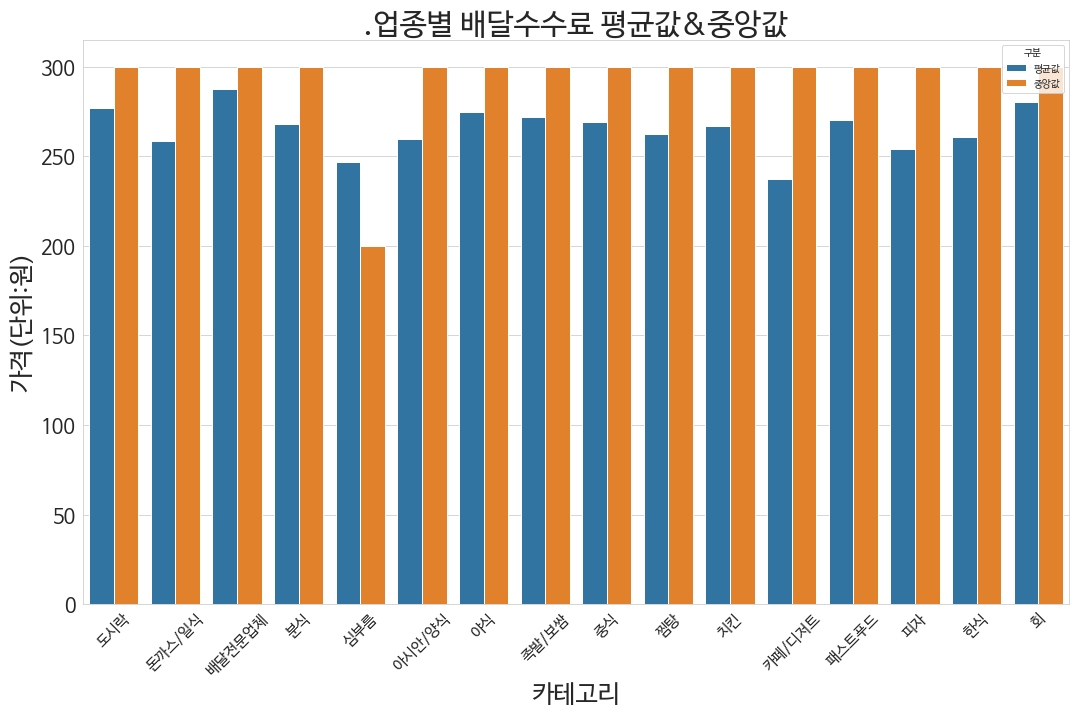 .업종별 배달수수료 평균값&중앙값
구분
평균값
중앙값
300
250
200
150
100
50
0
가격(단위:원)
도시락
돈까스/일식
배달전문업체
분식
심부름
아시안/양식
야식
족발/보쌈
중식
찜탕
치킨
카페/디저트
패스트푸드
피자
한식
회
카테고리